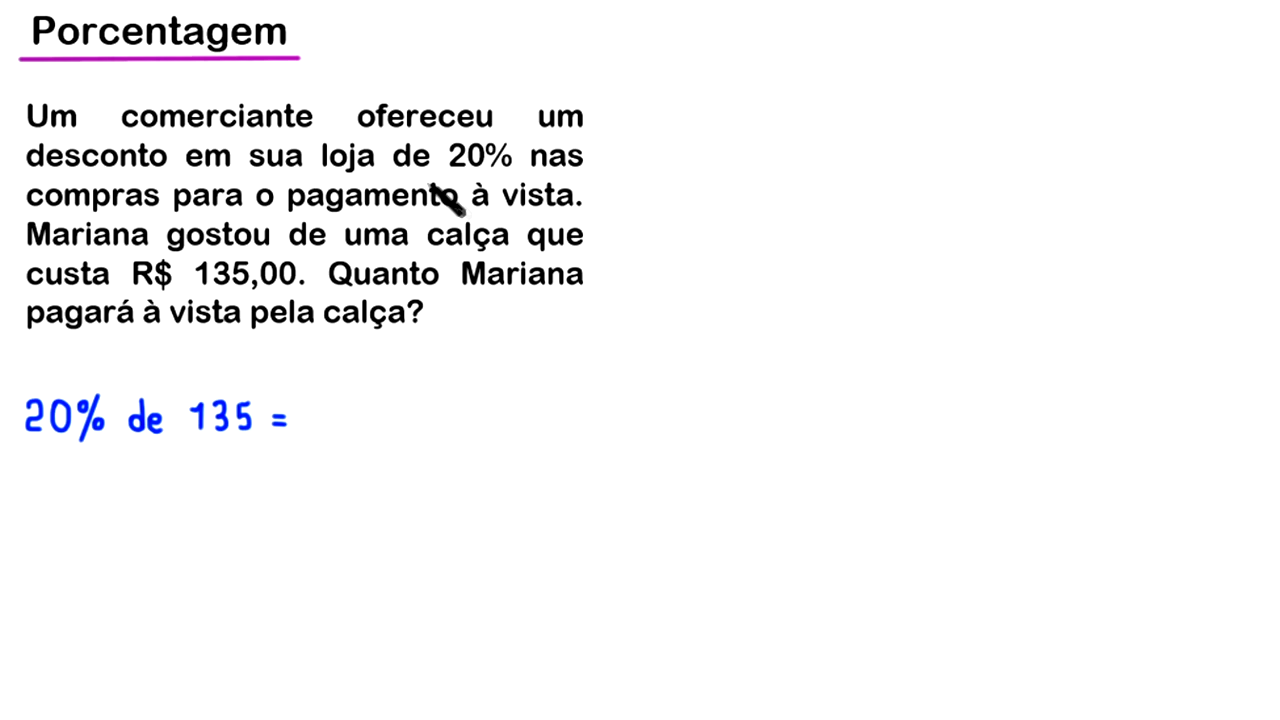 Porcentagem
Um comerciante ofereceu um
desconto em sua loja de 20% nas
compras para o pagamento à vista.
Mariana gostou de uma calça que
custa R$ 135,00. Quanto Mariana
pagará à vista pela calça?
20% de 135 =